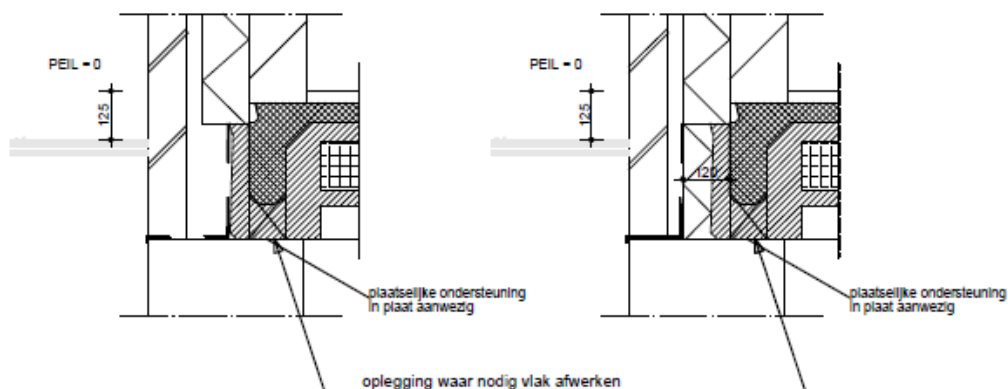 PEIL = 0
125
plaatselijke ondersteuning
in plaat aanwezig
PEIL = 0
125
120
plaatselijke ondersteuning
in plaat aanwezig
oplegging waar nodig vlak afwerken